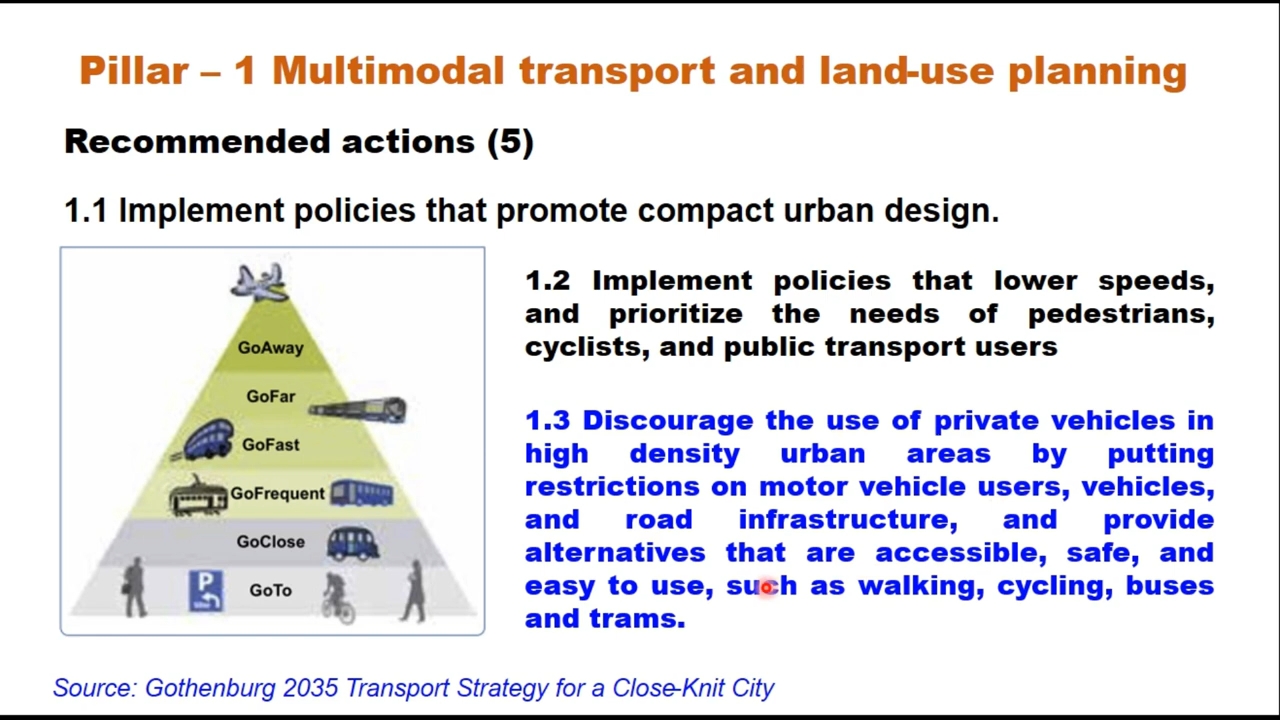 Pillar – 1 Multimodal transport and land-use planning
Recommended actions (5)
1.1 Implement policies that promote compact urban design.
GoAway
GoFar
GoFast
GoFrequent
GoClose
P
GoTo
1.2 Implement policies that lower speeds,
and prioritize the needs of pedestrians,
cyclists, and public transport users
1.3 Discourage the use of private vehicles in
high density urban areas by putting
restrictions on motor vehicle users, vehicles,
and road infrastructure, and provide
alternatives that are accessible, safe, and
easy to use, such as walking, cycling, buses
and trams.
Source: Gothenburg 2035 Transport Strategy for a Close-Knit City